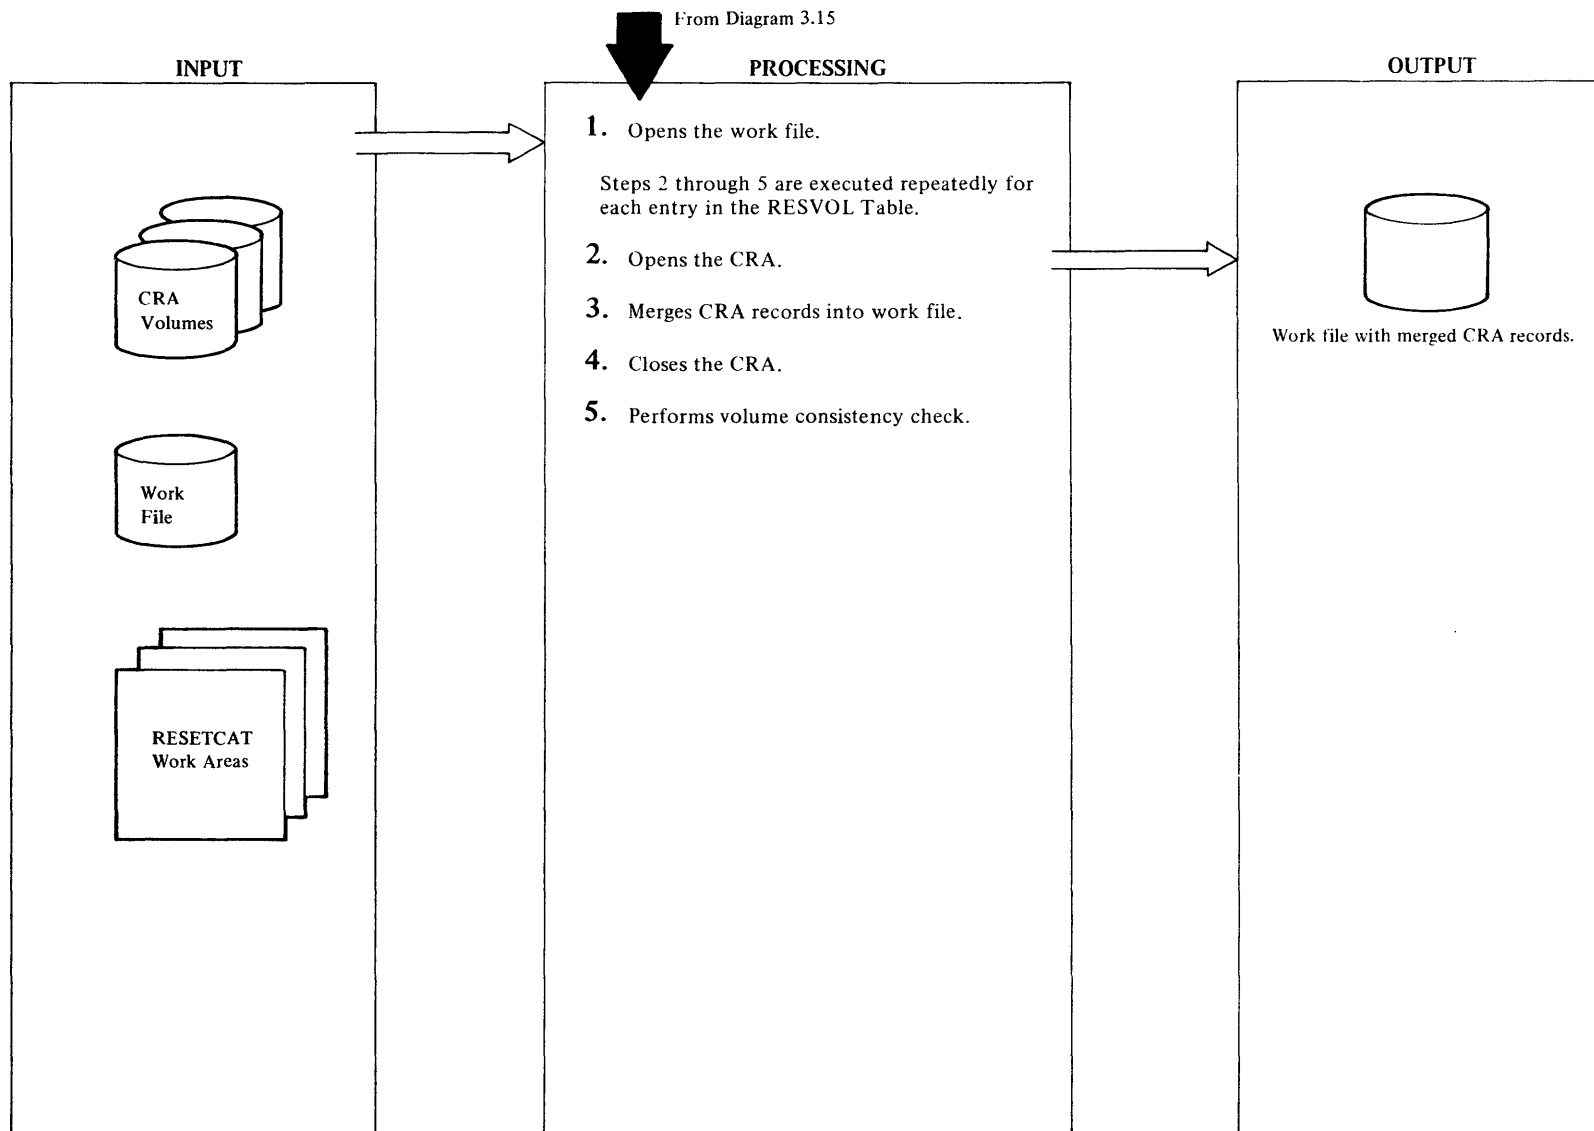 From Diagram 3.15
INPUT
PROCESSING
OUTPUT
CRA
Volumes
Work
File
RESETCAT
Work Areas
1. Opens the work file.
Steps 2 through 5 are executed repeatedly for
each entry in the RESVOL Table.
2. Opens the CRA.
3. Merges CRA records into work file.
4. Closes the CRA.
5. Performs volume consistency check.
Work file with merged CRA records.